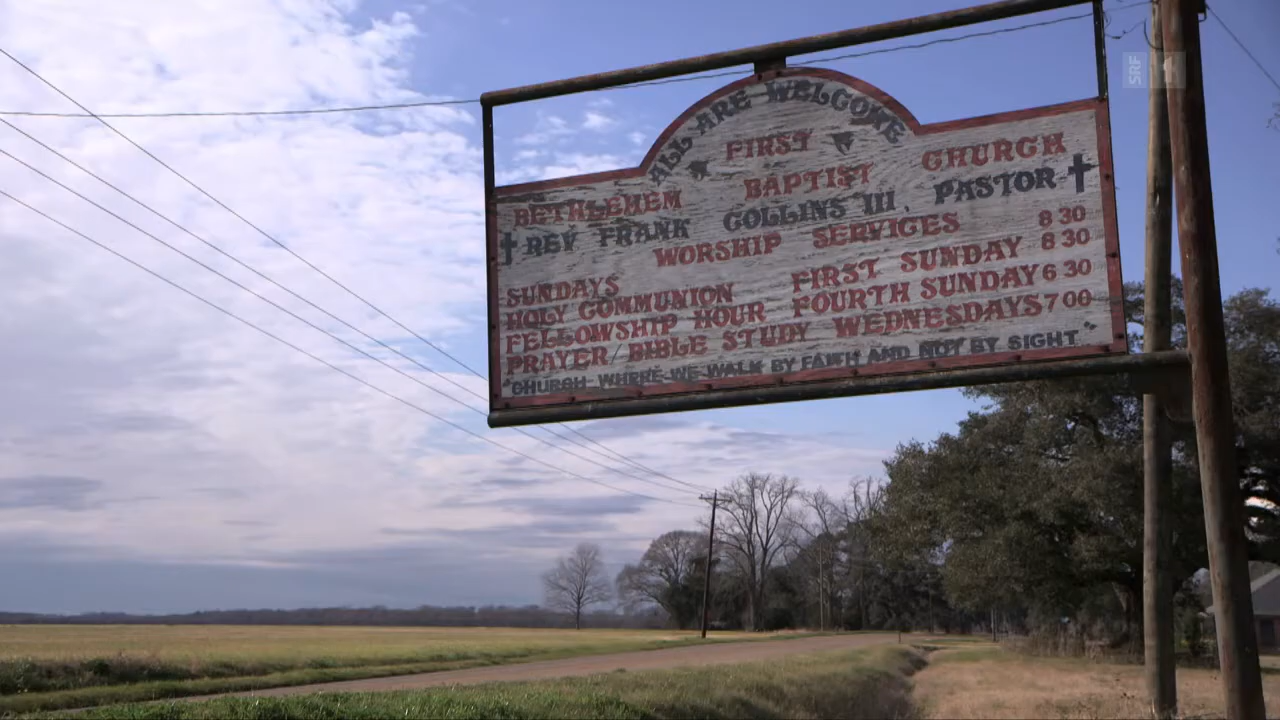 ALL ARE WELCOME
FIRST
BETHLEHEM BAPTIST CHURCH
REV FRANK COLLINS III, PASTOR
WORSHIP SERVICES
SUNDAYS 8 30
HOLY COMMUNION FIRST SUNDAY 8 30
FELLOWSHIP HOUR FOURTH SUNDAY 6 30
PRAYER/BIBLE STUDY WEDNESDAYS 7 00
"CHURCH WHERE WE WALK BY FAITH AND NOT BY SIGHT"
SRF 1